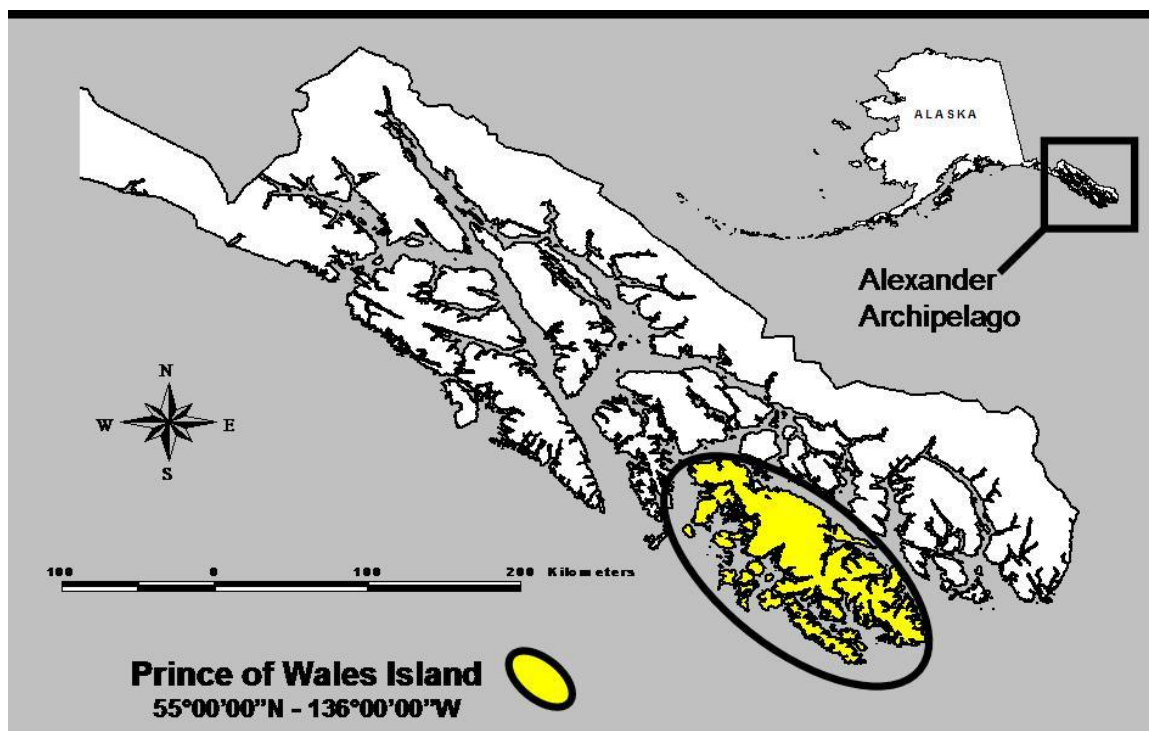 ALASKA
Alexander
Archipelago
N
W E
S
100 0 100 200 Kilometers
Prince of Wales Island
55°00’00”N - 136°00’00”W